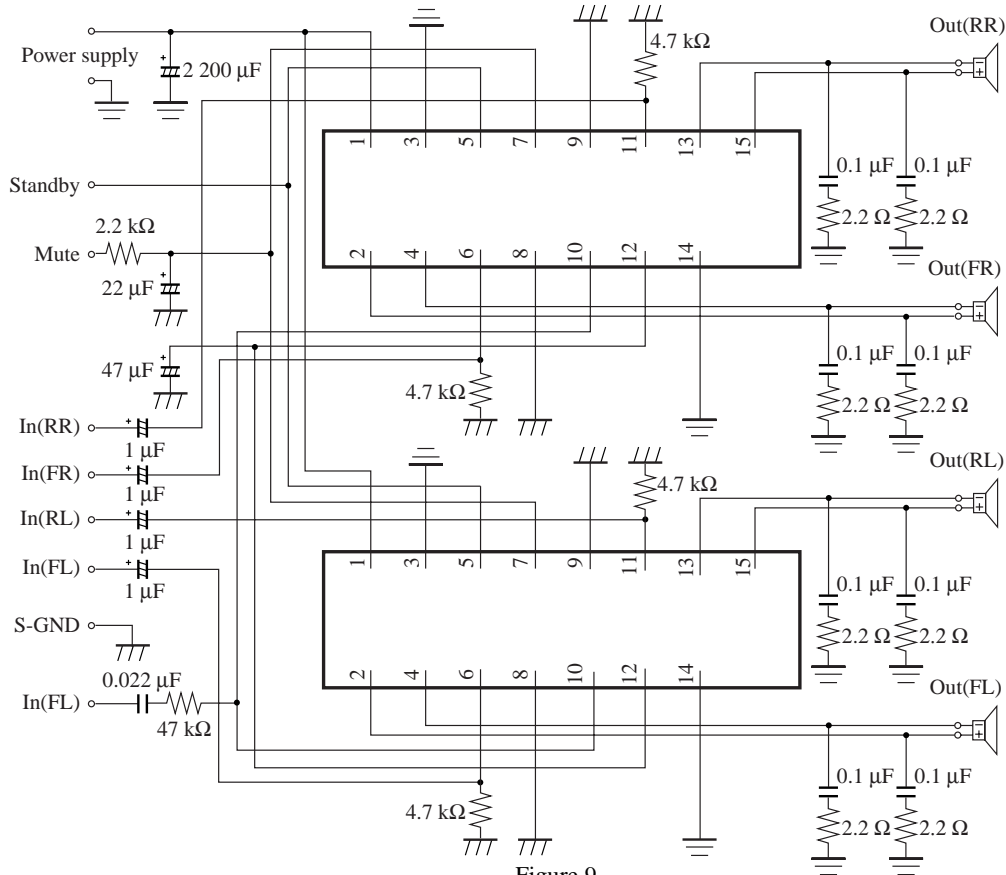 Power supply
2 200 µF
+
4.7 kΩ
Out(RR)
1 3 5 7 9 11 13 15
0.1 µF 0.1 µF
2.2 Ω 2.2 Ω
Standby
2.2 kΩ
Mute
22 µF
+
2 4 6 8 10 12 14
Out(FR)
47 µF
+
4.7 kΩ
0.1 µF 0.1 µF
2.2 Ω 2.2 Ω
In(RR)
+
1 µF
In(FR)
+
1 µF
In(RL)
+
1 µF
In(FL)
+
1 µF
4.7 kΩ
Out(RL)
1 3 5 7 9 11 13 15
0.1 µF 0.1 µF
2.2 Ω 2.2 Ω
S-GND
0.022 µF
In(FL)
47 kΩ
2 4 6 8 10 12 14
Out(FL)
4.7 kΩ
0.1 µF 0.1 µF
2.2 Ω 2.2 Ω
Figure 9